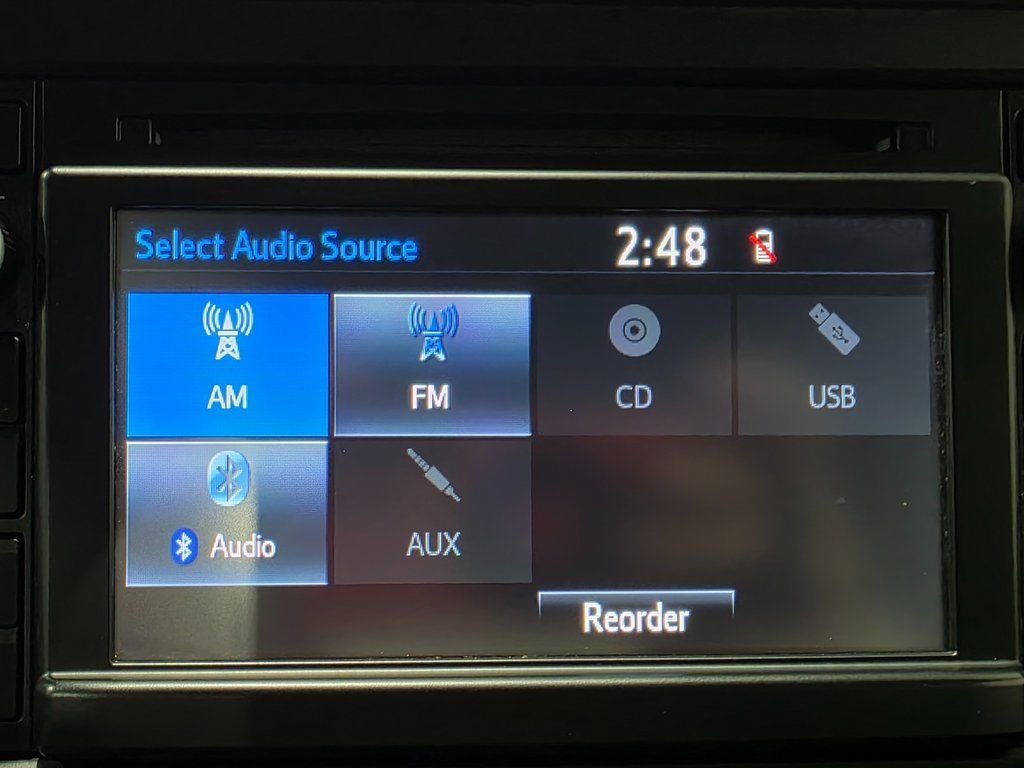 Select Audio Source 2:48
AM FM CD USB
Audio AUX
Reorder